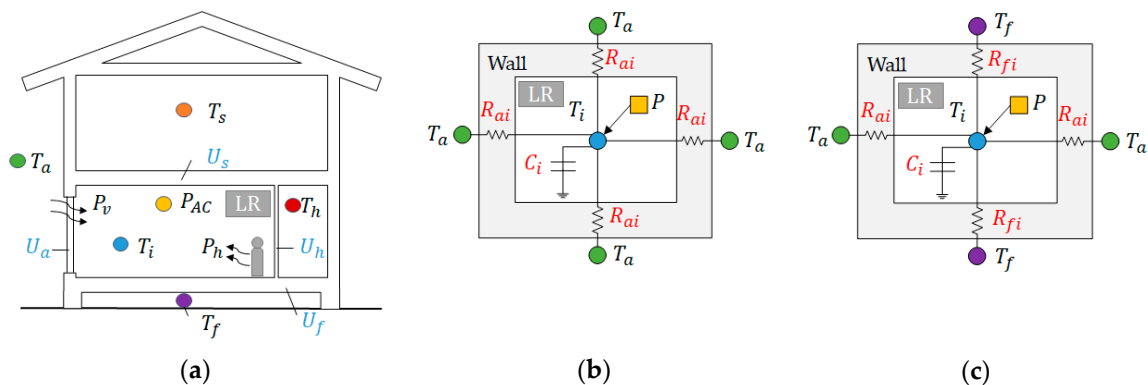 T_s
T_a
U_s
P_v
P_AC
LR
T_h
U_a
T_i
P_h
U_h
T_f
U_f
(a)
T_a
Wall
R_ai
LR
T_i
P
R_ai
R_ai
T_a
T_a
C_i
R_ai
T_a
(b)
T_f
Wall
R_fi
LR
T_i
P
R_ai
R_ai
T_a
T_a
C_i
R_fi
T_f
(c)